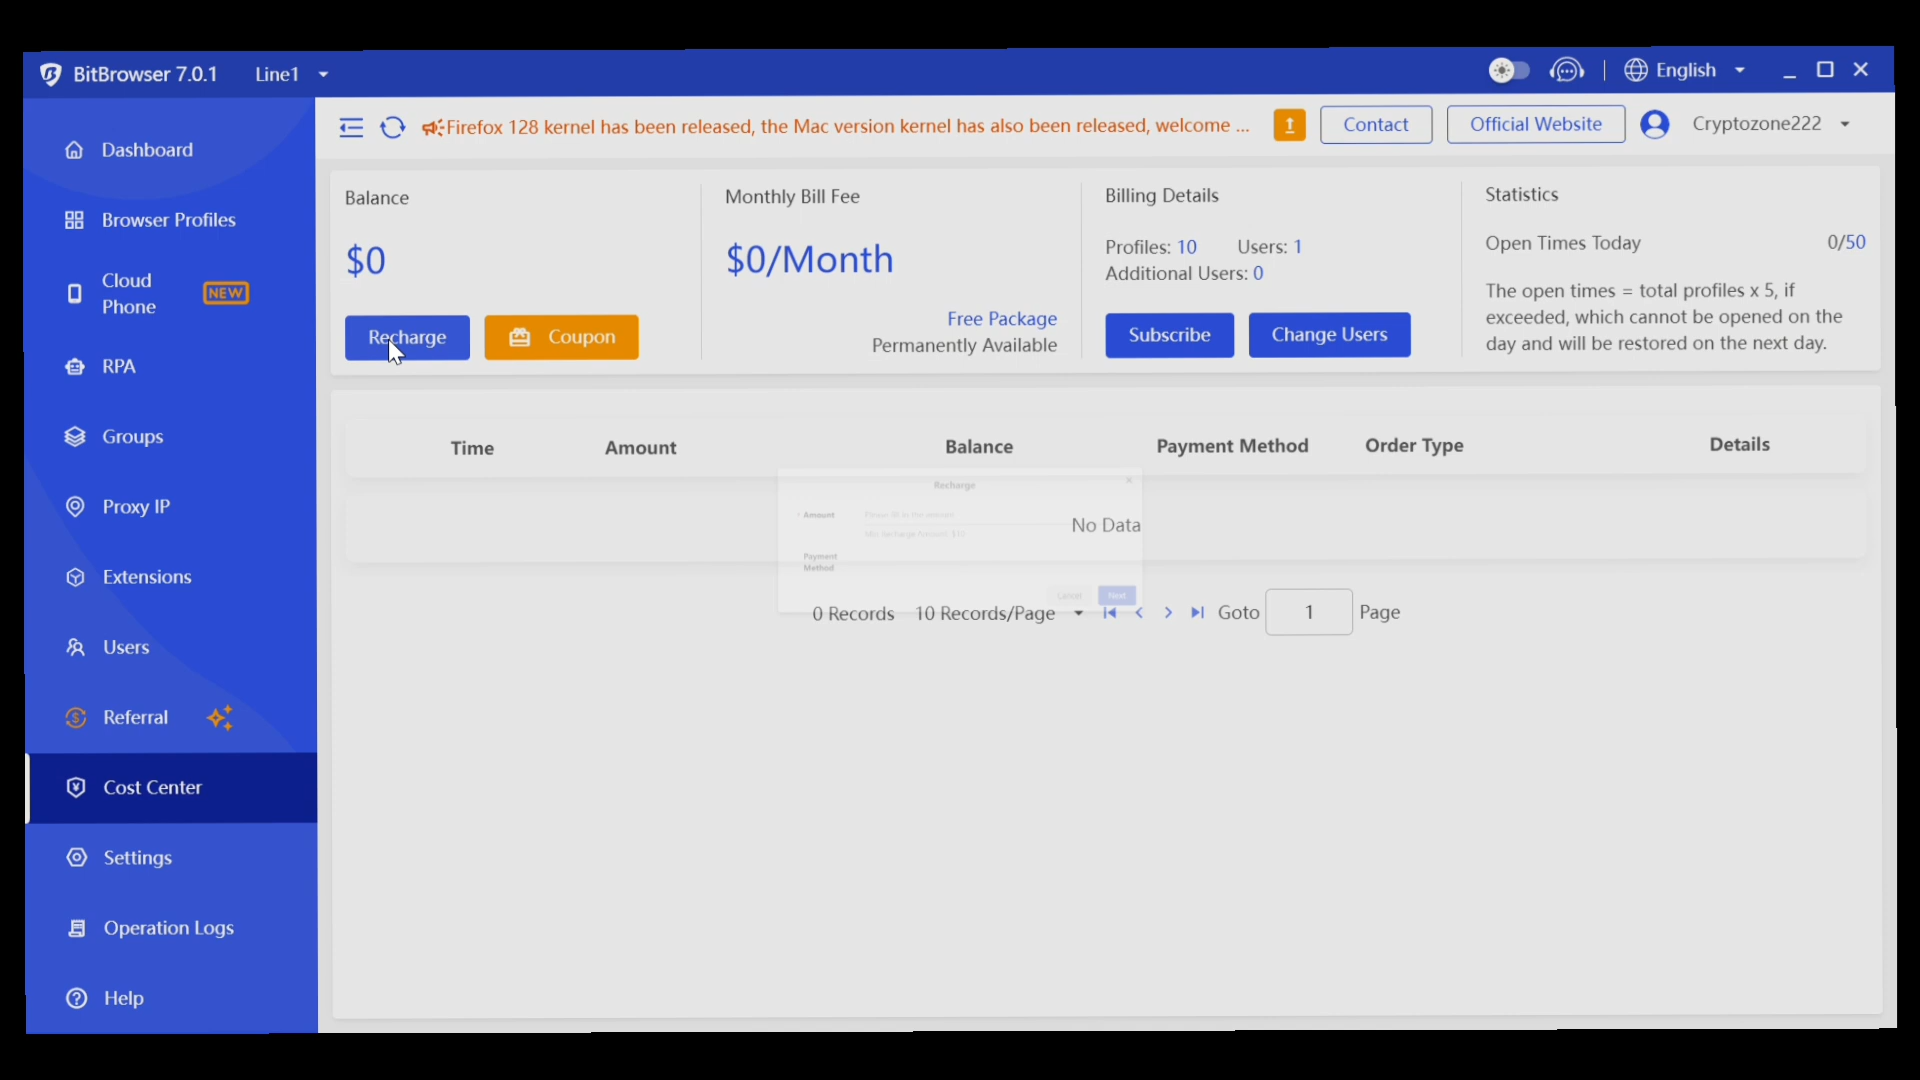 BitBrowser 7.0.1 Line1
English
Firefox 128 kernel has been released, the Mac version kernel has also been released, welcome ...
Contact
Official Website
Cryptozone222
Dashboard
Browser Profiles
Cloud
Phone
NEW
RPA
Groups
Proxy IP
Extensions
Users
Referral
Cost Center
Settings
Operation Logs
Help
Balance
$0
Recharge
Coupon
Monthly Bill Fee
$0/Month
Free Package
Permanently Available
Billing Details
Profiles: 10 Users: 1
Additional Users: 0
Subscribe
Change Users
Statistics
Open Times Today 0/50
The open times = total profiles x 5, if
exceeded, which cannot be opened on the
day and will be restored on the next day.
Time Amount Balance Payment Method Order Type Details
No Data
Recharge
Amount
Payment
Method
Cancel
Next
0 Records 10 Records/Page Goto 1 Page